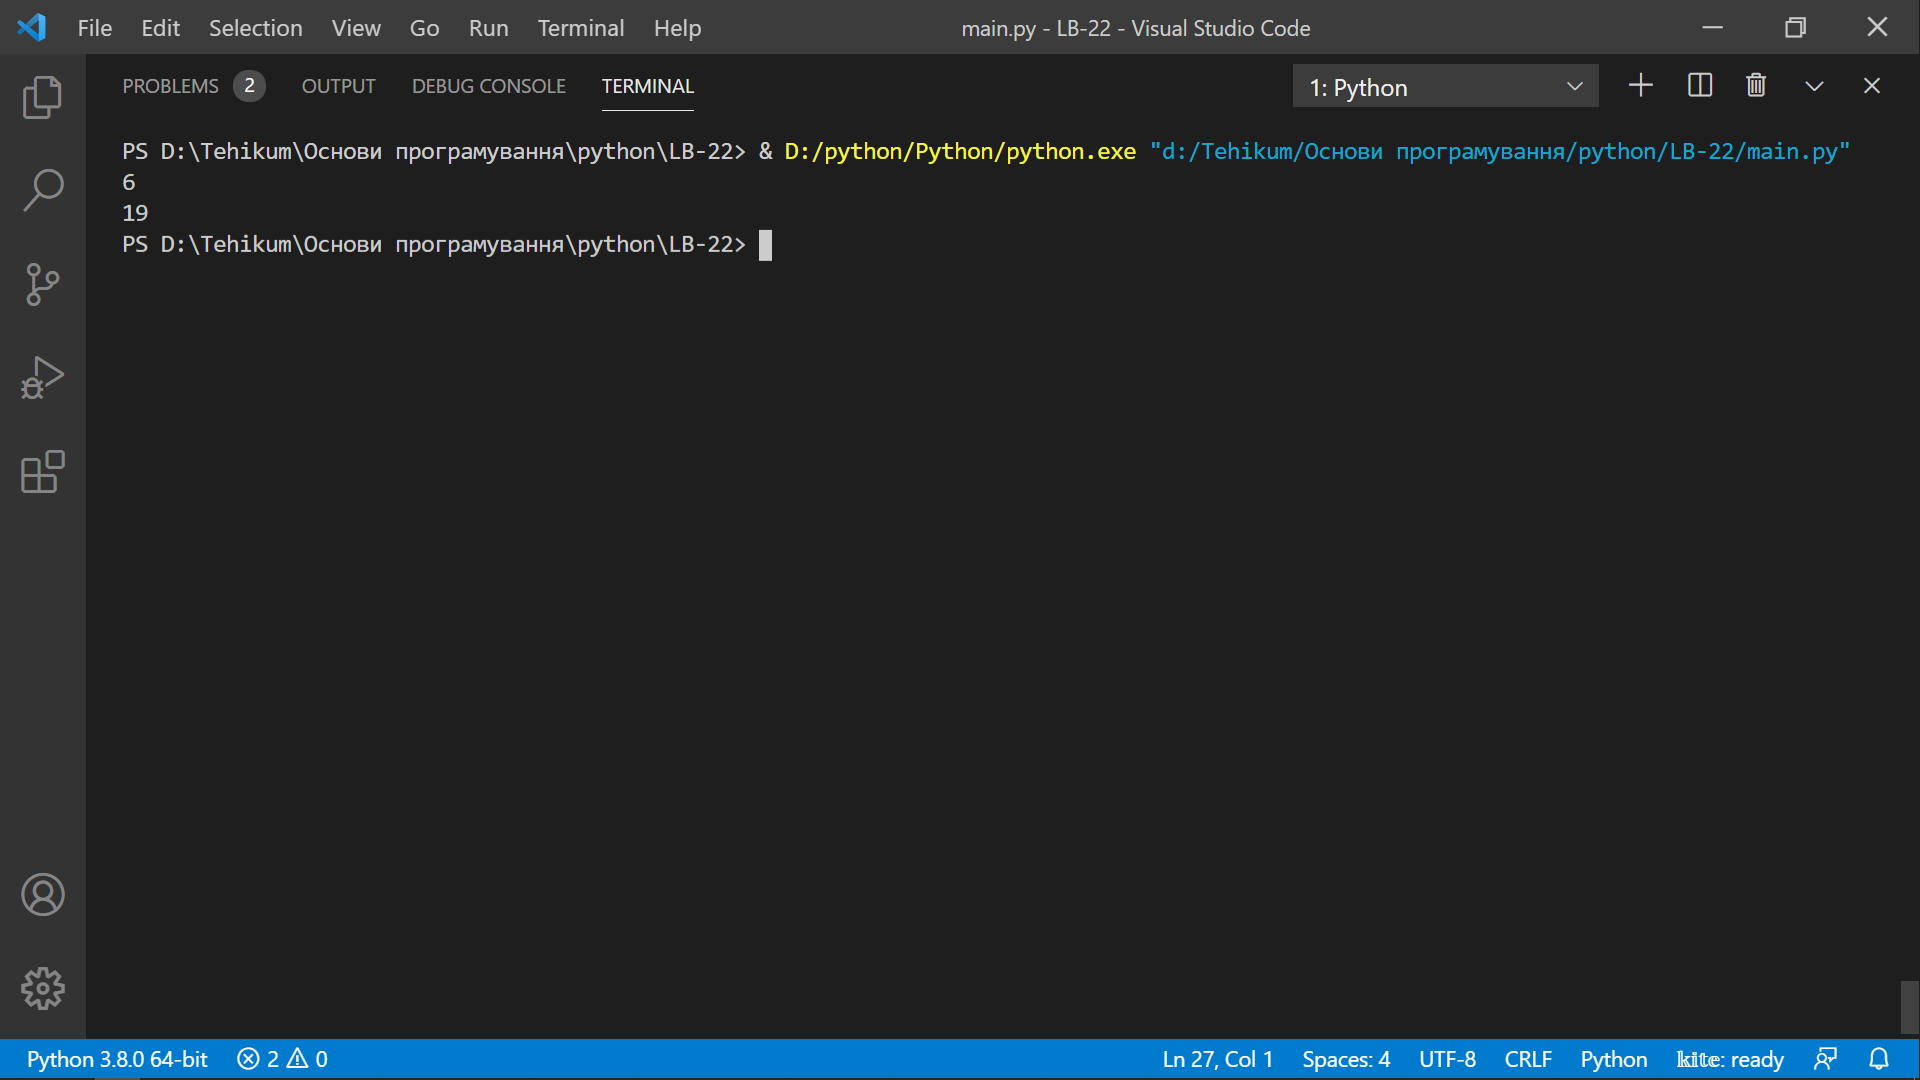 File Edit Selection View Go Run Terminal Help main.py - LB-22 - Visual Studio Code
PROBLEMS 2 OUTPUT DEBUG CONSOLE TERMINAL 1: Python
PS D:\Tehikum\Основи програмування\python\LB-22> & D:/python/Python/python.exe "d:/Tehikum/Основи програмування/python/LB-22/main.py"
6
19
PS D:\Tehikum\Основи програмування\python\LB-22>
Python 3.8.0 64-bit 2 0 Ln 27, Col 1 Spaces: 4 UTF-8 CRLF Python kite: ready